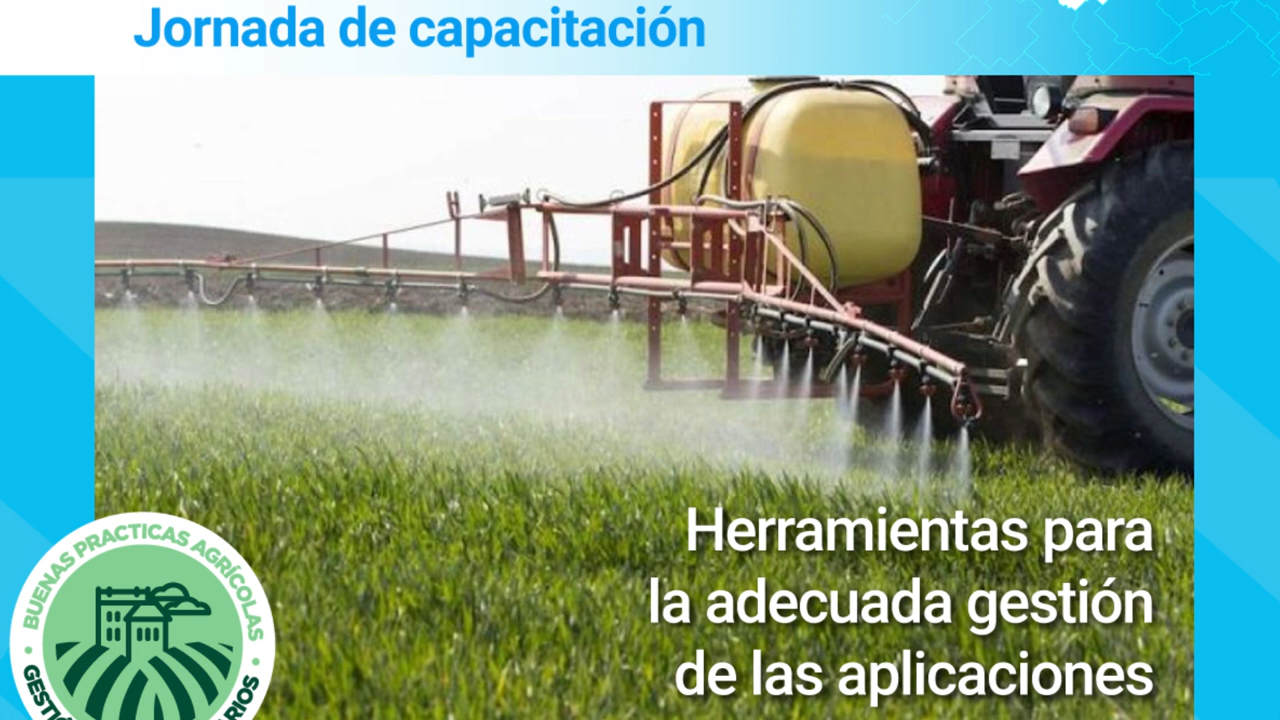 Jornada de capacitación
Herramientas para
la adecuada gestión
de las aplicaciones
BUENAS PRACTICAS AGRÍCOLAS